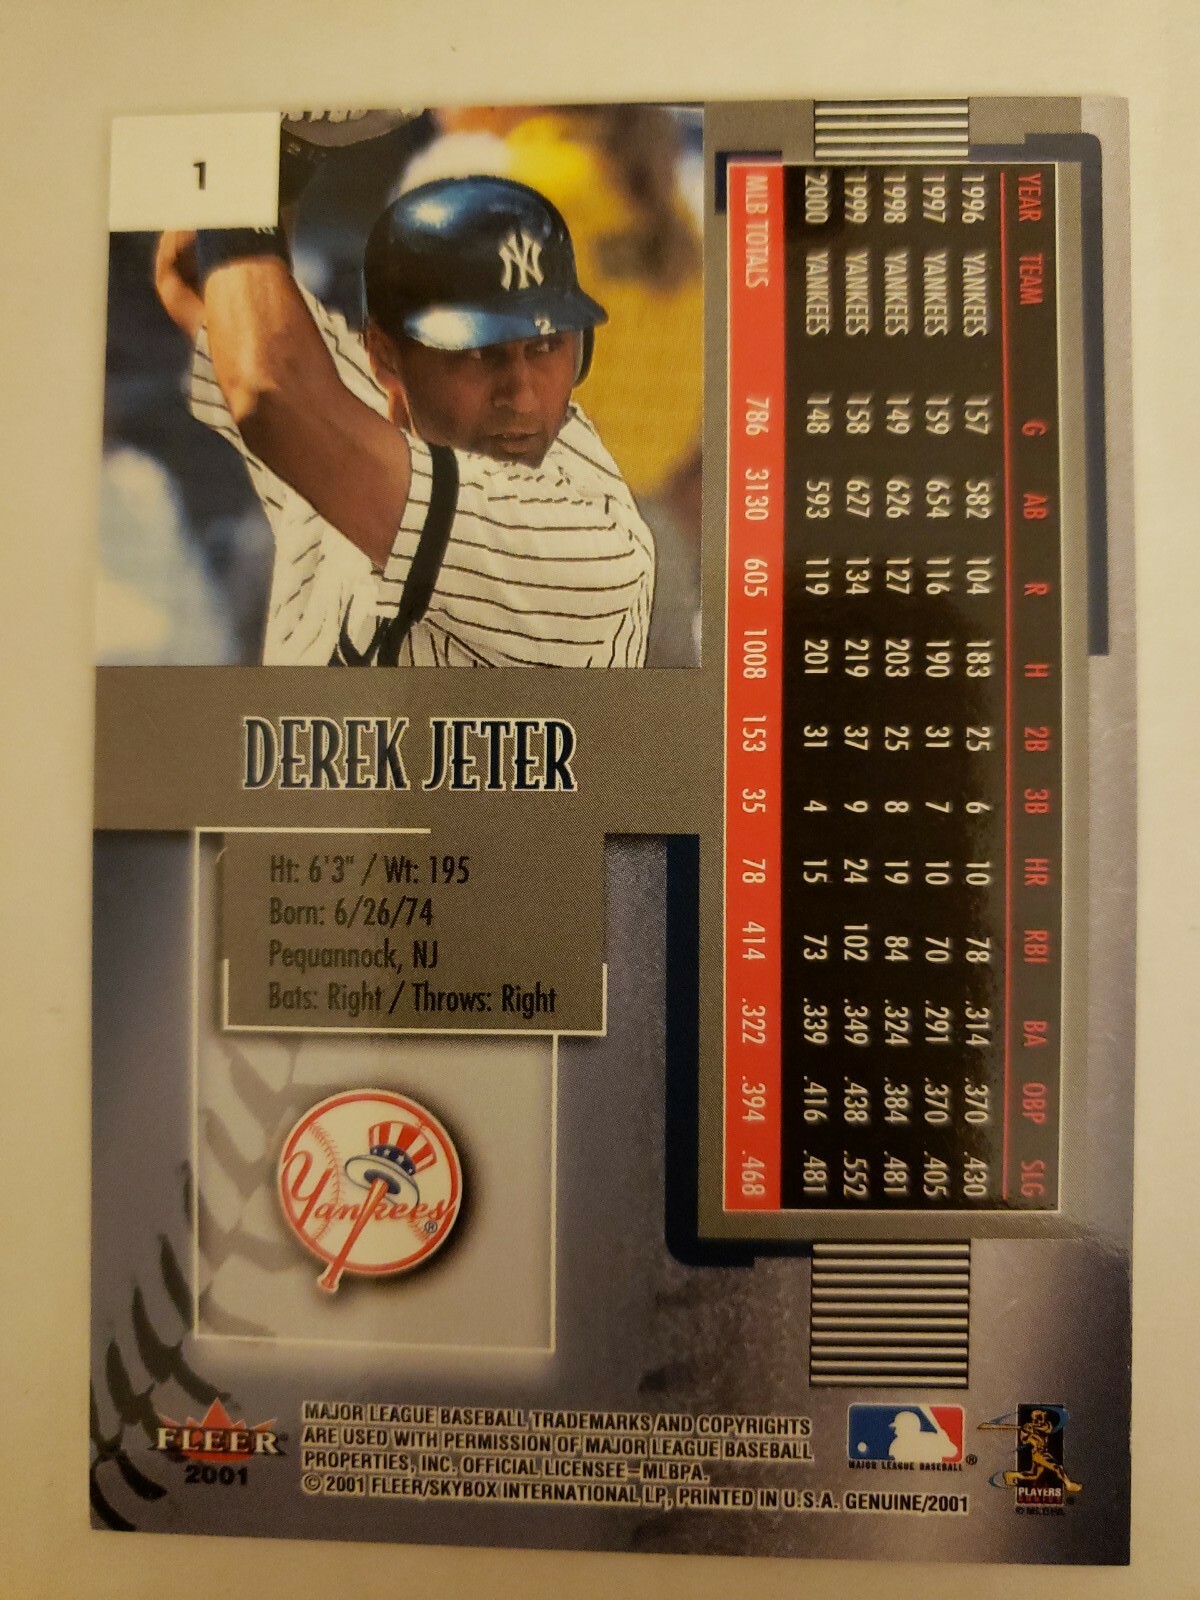 1
NY
2
DEREK JETER
Ht: 6'3" / Wt: 195
Born: 6/26/74
Pequannock, NJ
Bats: Right / Throws: Right
Yankees®
YEAR TEAM G AB R H 2B 3B HR RBI BA OBP SLG
1996 YANKEES 157 582 104 183 25 6 10 78 .314 .370 .430
1997 YANKEES 159 654 116 190 31 7 10 70 .291 .370 .405
1998 YANKEES 149 626 127 203 25 8 19 84 .324 .384 .481
1999 YANKEES 158 627 134 219 37 9 24 102 .349 .438 .552
2000 YANKEES 148 593 119 201 31 4 15 73 .339 .416 .481
MLB TOTALS 786 3130 605 1008 153 35 78 414 .322 .394 .468
FLEER
2001
MAJOR LEAGUE BASEBALL TRADEMARKS AND COPYRIGHTS
ARE USED WITH PERMISSION OF MAJOR LEAGUE BASEBALL
PROPERTIES, INC. OFFICIAL LICENSEE–MLBPA.
© 2001 FLEER/SKYBOX INTERNATIONAL LP, PRINTED IN U.S.A. GENUINE/2001
MAJOR LEAGUE BASEBALL®
PLAYERS